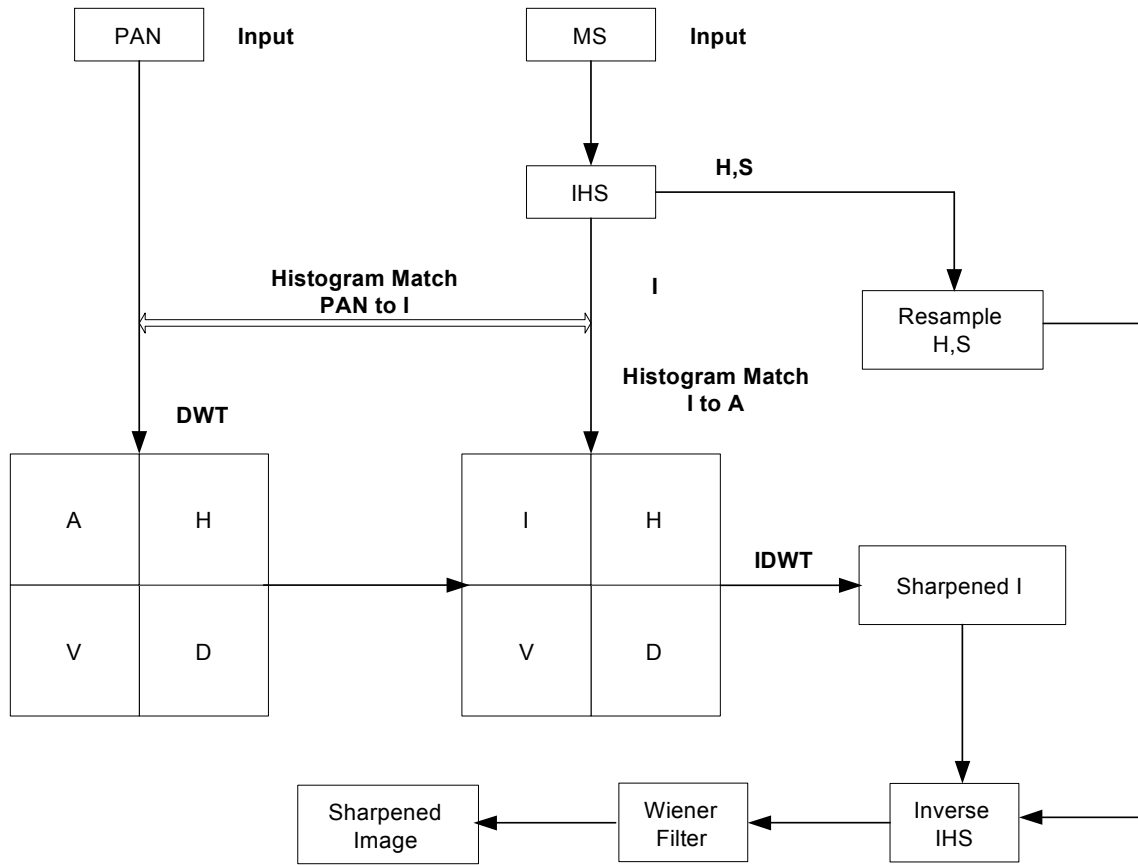 PAN
Input
MS
Input
IHS
H,S
Histogram Match
PAN to I
I
Resample
H,S
Histogram Match
I to A
DWT
A
H
V
D
I
H
V
D
IDWT
Sharpened I
Sharpened
Image
Wiener
Filter
Inverse
IHS